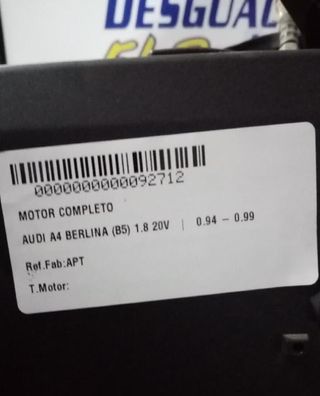 DESGUAC
0000000000092712
MOTOR COMPLETO
AUDI A4 BERLINA (B5) 1.8 20V | 0.94 - 0.99
Ref.Fab:APT
T.Motor: